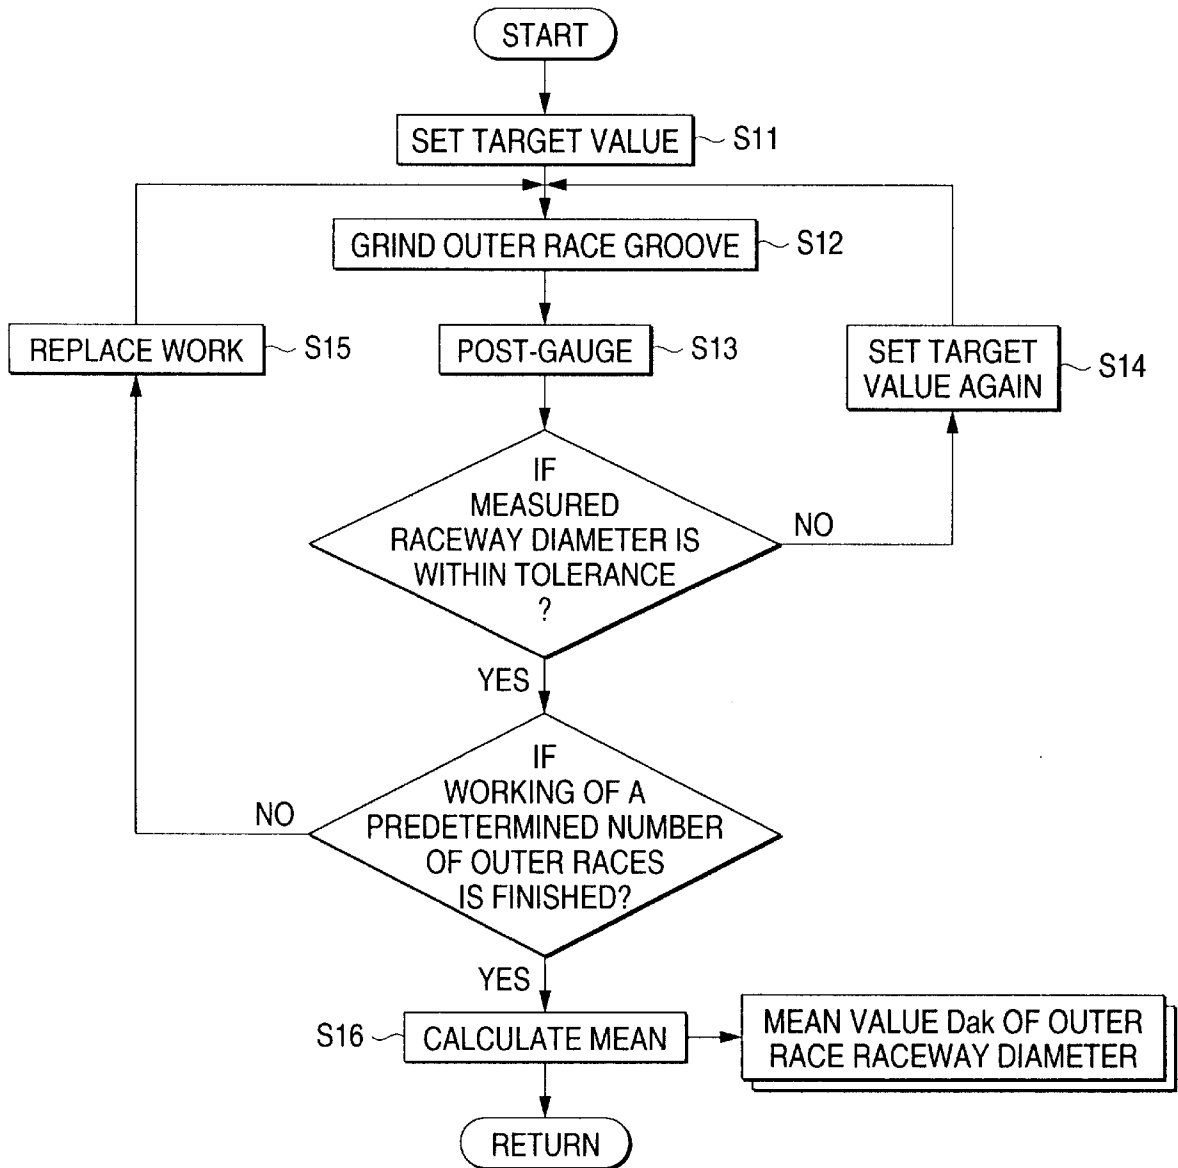 START
SET TARGET VALUE
S11
GRIND OUTER RACE GROOVE
S12
REPLACE WORK
S15
POST-GAUGE
S13
SET TARGET
VALUE AGAIN
S14
IF
MEASURED
RACEWAY DIAMETER IS
WITHIN TOLERANCE
?
NO
YES
IF
WORKING OF A
PREDETERMINED NUMBER
OF OUTER RACES
IS FINISHED?
NO
YES
S16
CALCULATE MEAN
MEAN VALUE Dak OF OUTER
RACE RACEWAY DIAMETER
RETURN